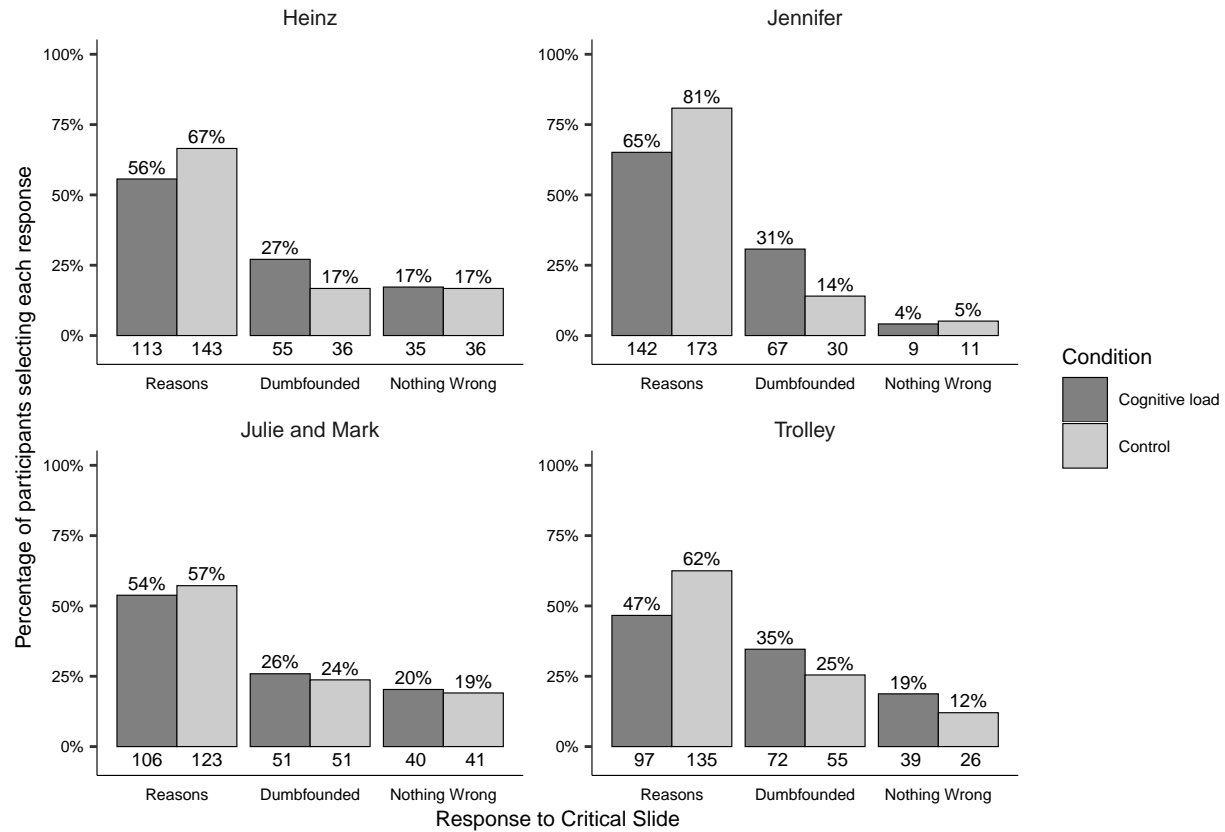 Heinz
Jennifer
Percentage of participants selecting each response
100%
75%
50%
25%
0%
56%
67%
27%
17%
17%
17%
113 143 55 36 35 36
Reasons Dumbfounded Nothing Wrong
100%
75%
50%
25%
0%
65%
81%
31%
14%
4%
5%
142 173 67 30 9 11
Reasons Dumbfounded Nothing Wrong
Condition
Cognitive load
Control
Julie and Mark
Trolley
100%
75%
50%
25%
0%
54%
57%
26%
24%
20%
19%
106 123 51 51 40 41
Reasons Dumbfounded Nothing Wrong
100%
75%
50%
25%
0%
47%
62%
35%
25%
19%
12%
97 135 72 55 39 26
Reasons Dumbfounded Nothing Wrong
Response to Critical Slide